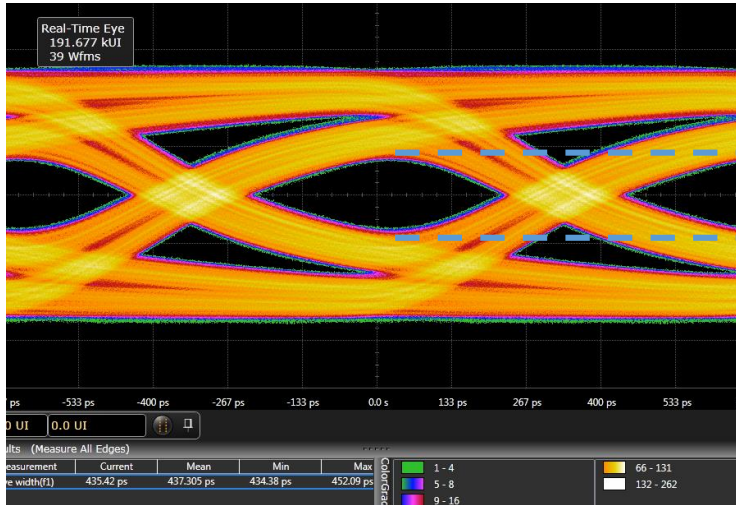 Real-Time Eye
191.677 kUI
39 Wfms
ps -533 ps -400 ps -267 ps -133 ps 0.0 s 133 ps 267 ps 400 ps 533 ps
0 UI 0.0 UI
ults (Measure All Edges)
easurement Current Mean Min Max
ye width(f1) 435.42 ps 437.305 ps 434.38 ps 452.09 ps
ColorGrad
1 - 4 66 - 131
5 - 8 132 - 262
9 - 16